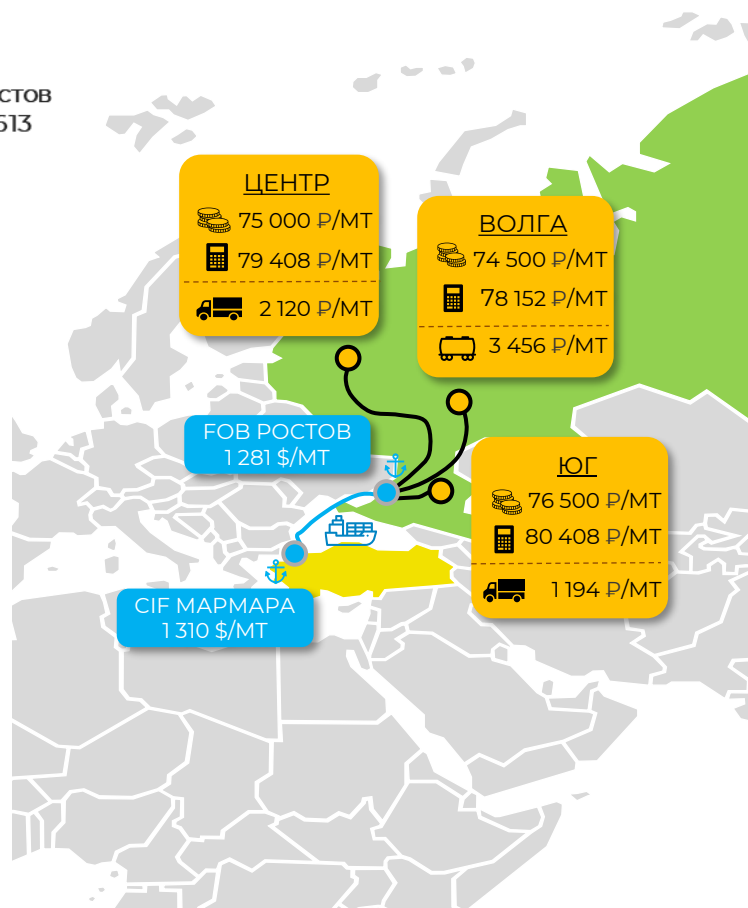 513
ЦЕНТР
75 000 ₽/МТ
79 408 ₽/МТ
2 120 ₽/МТ
ВОЛГА
74 500 ₽/МТ
78 152 ₽/МТ
3 456 ₽/МТ
FOB РОСТОВ
1 281 $/МТ
ЮГ
76 500 ₽/МТ
80 408 ₽/МТ
1 194 ₽/МТ
CIF МАРМАРА
1 310 $/МТ